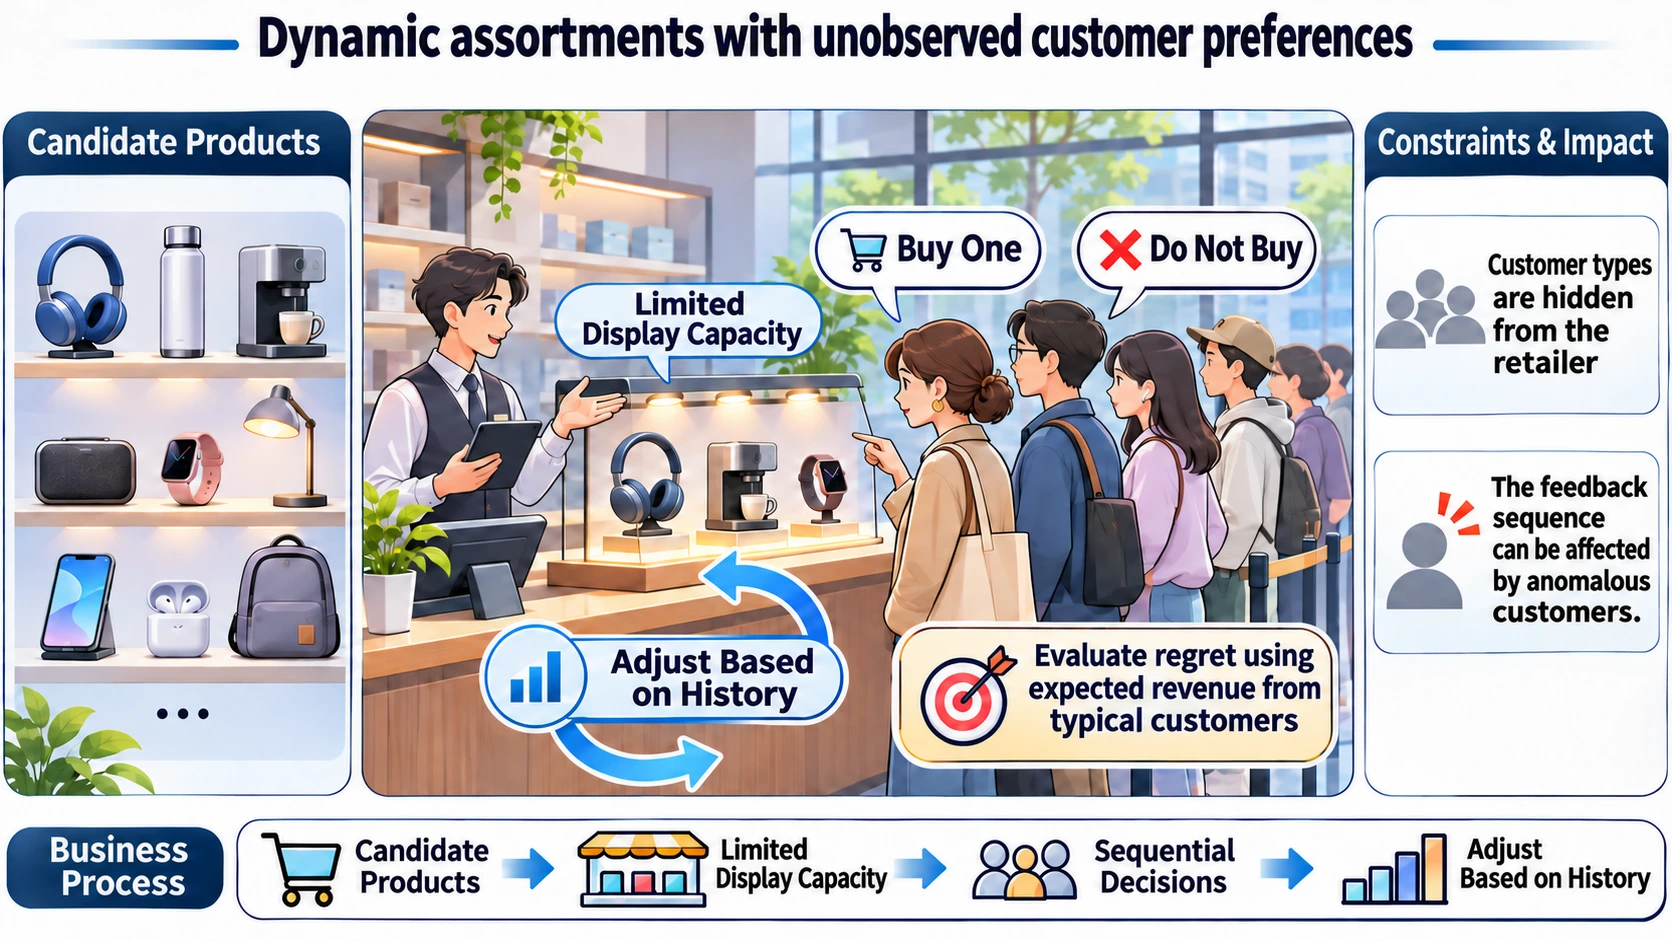 Dynamic assortments with unobserved customer preferences
Candidate Products
Limited
Display Capacity
Buy One
Do Not Buy
Adjust Based
on History
Evaluate regret using
expected revenue from
typical customers
Constraints & Impact
Customer types
are hidden
from the
retailer
The feedback
sequence
can be affected
by anomalous
customers.
Business
Process
Candidate
Products
Limited
Display Capacity
Sequential
Decisions
Adjust
Based on History